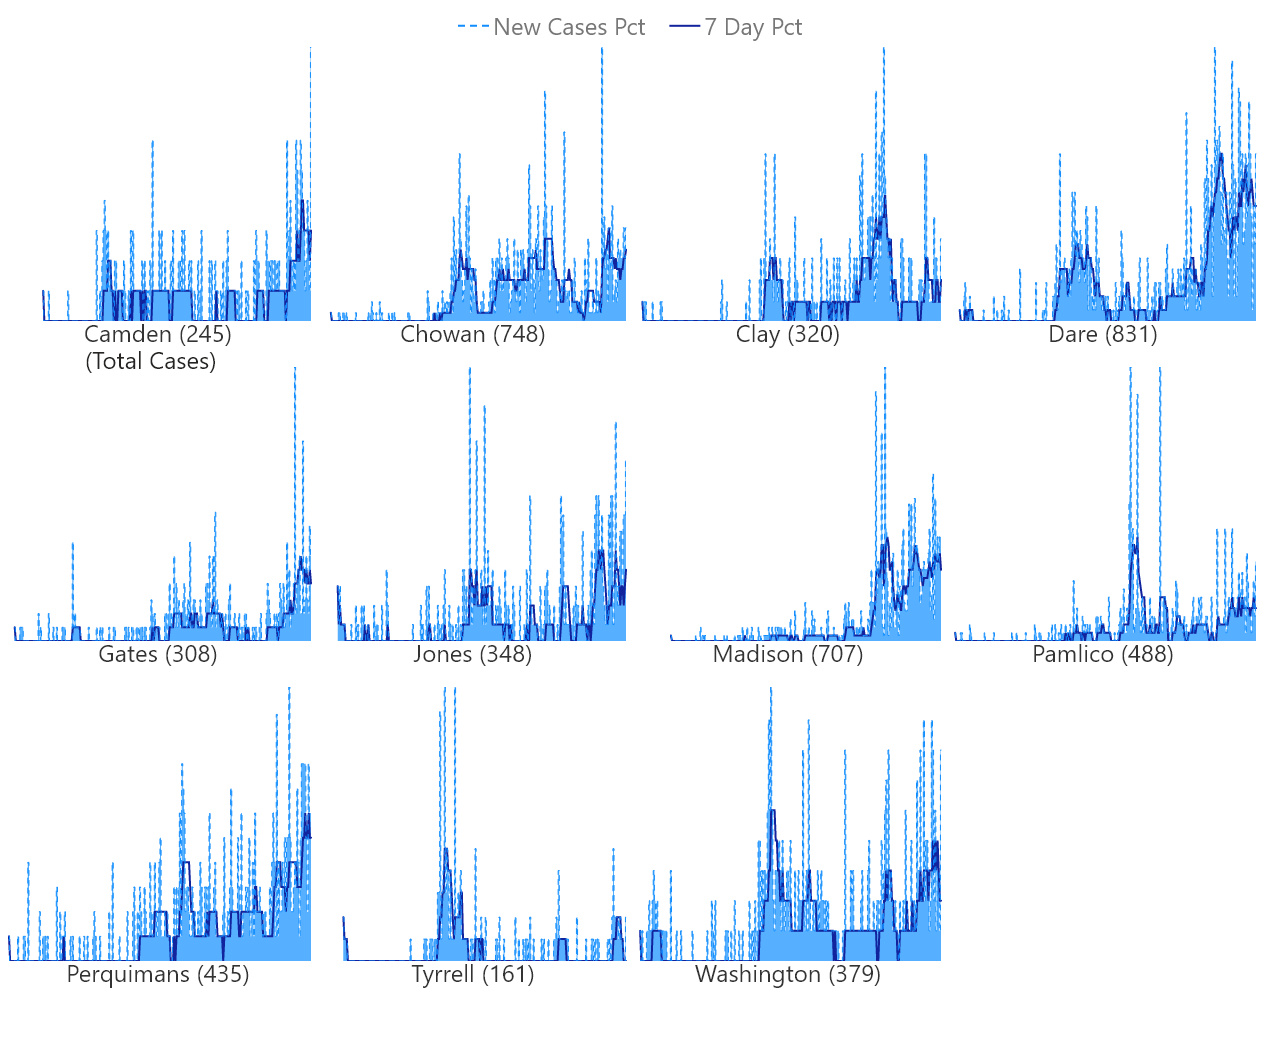 New Cases Pct 7 Day Pct
Camden (245) Chowan (748) Clay (320) Dare (831)
(Total Cases)
Gates (308) Jones (348) Madison (707) Pamlico (488)
Perquimans (435) Tyrrell (161) Washington (379)